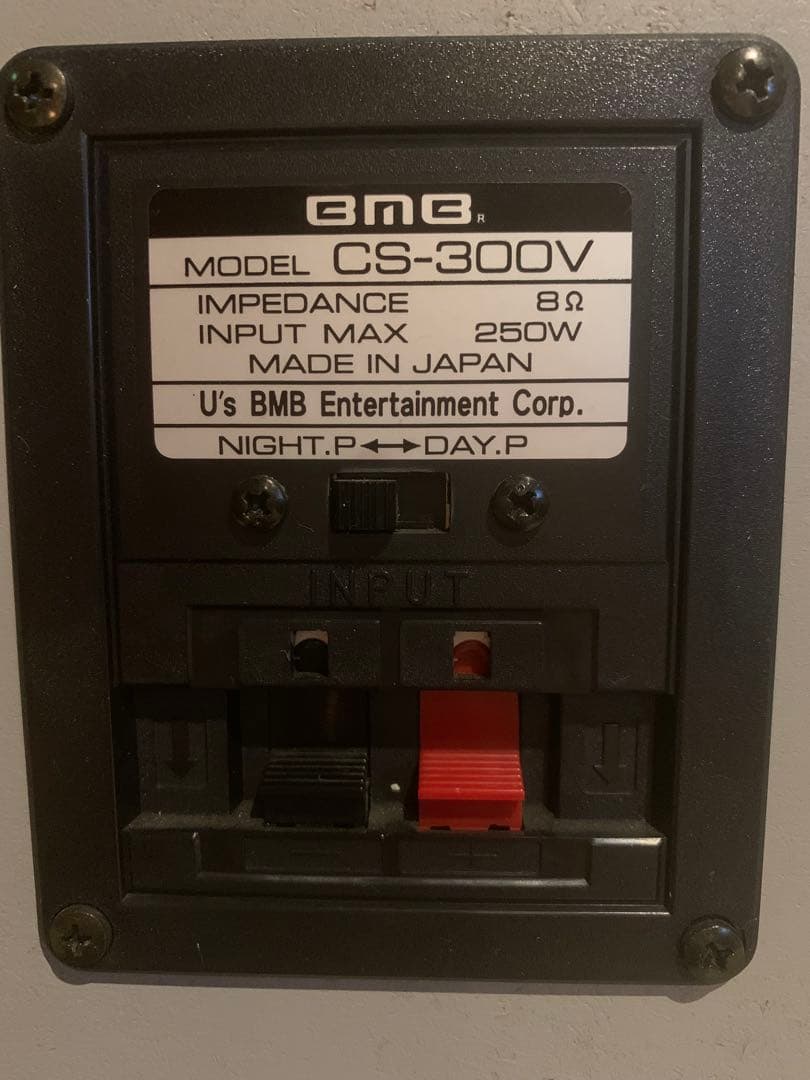 BMB R
MODEL CS-300V
IMPEDANCE 8Ω
INPUT MAX 250W
MADE IN JAPAN
U's BMB Entertainment Corp.
NIGHT.P↔DAY.P
INPUT
- +